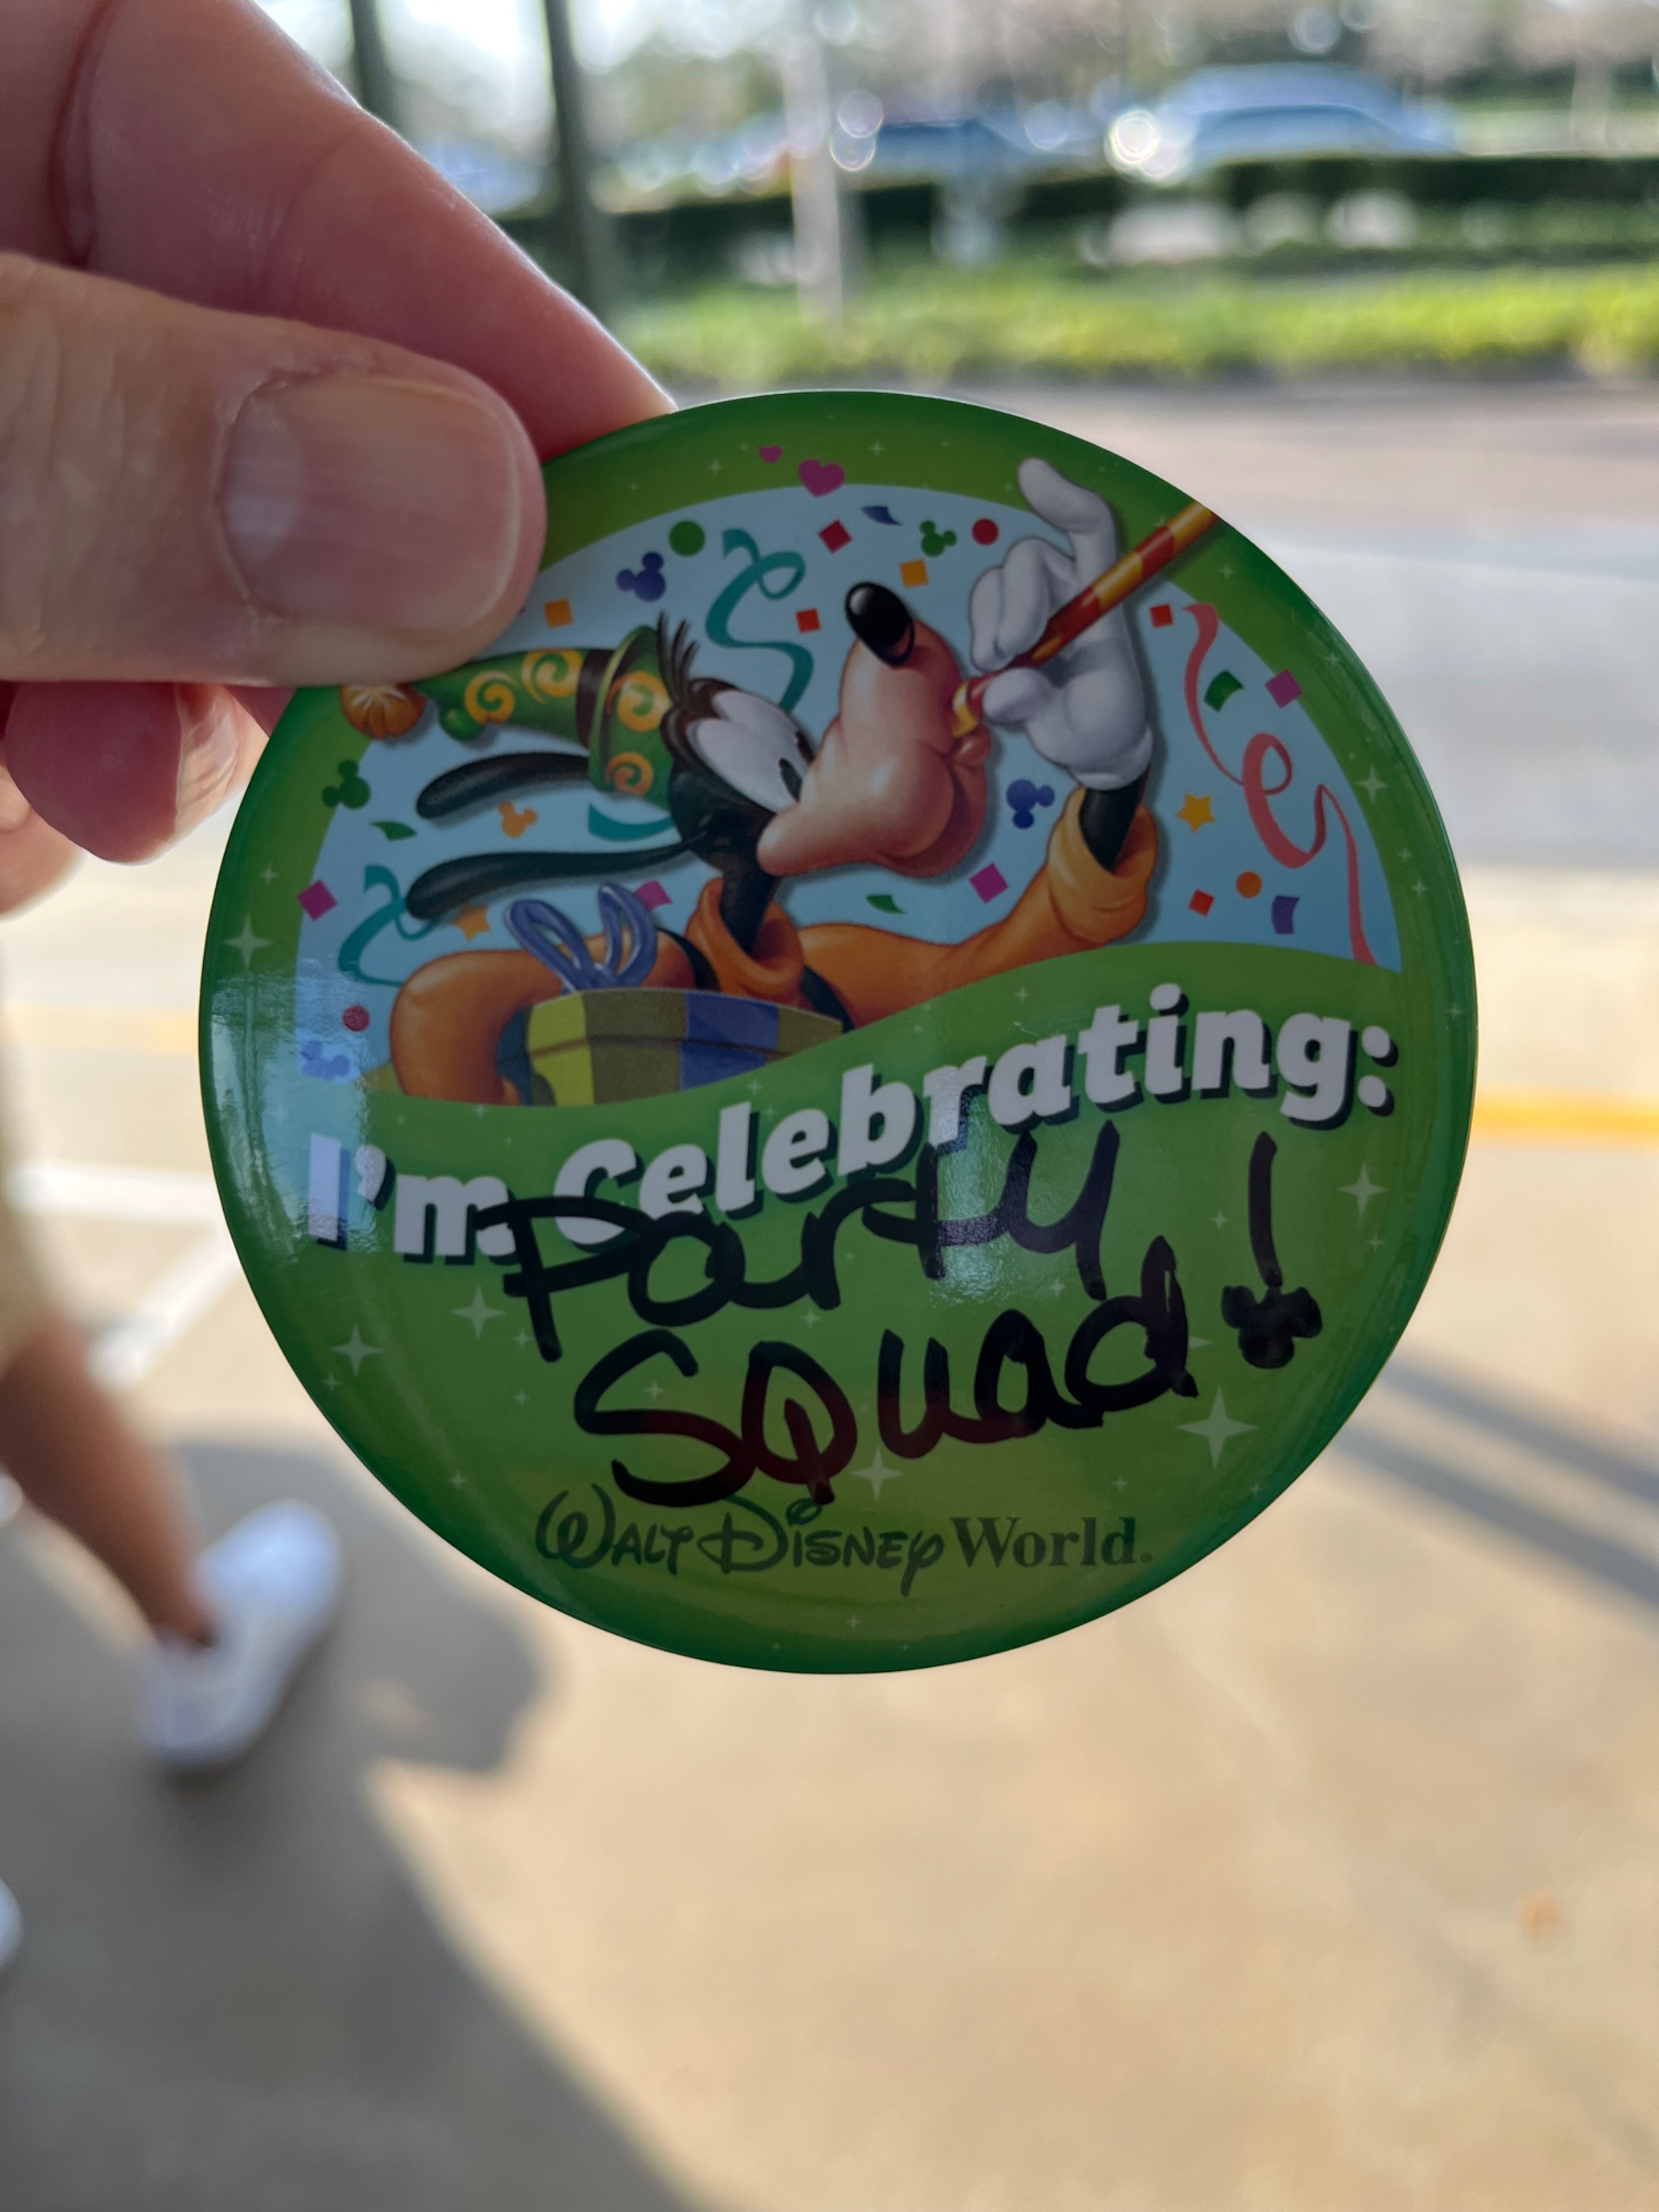 I'm Celebrating:
Party
Squad!
Walt Disney World.